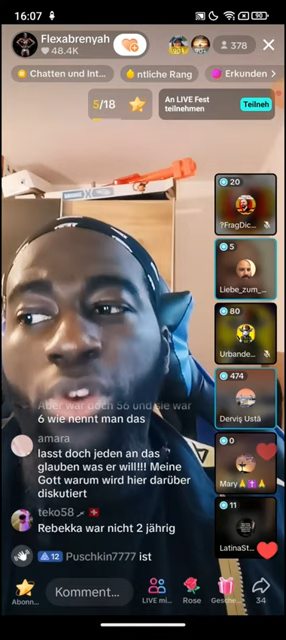 16:07
90
Flexabrenyah
48.4K
378
Chatten und Int...
ntliche Rang
Erkunden
5/18
An LIVE Fest
teilnehmen
Teilneh
20
?FragDic...
5
Liebe_zum_...
80
Urbande...
474
Derviş Ustā
0
Mary
11
LatinaSt...
Aber war doch 56 und sie war
6 wie nennt man das
amara
lasst doch jeden an das
glauben was er will!!! Meine
Gott warum wird hier darüber
diskutiert
teko58
Rebekka war nicht 2 jährig
12 Puschkin7777 ist
Abonn...
Komment...
LIVE mi...
Rose
Gesche...
34